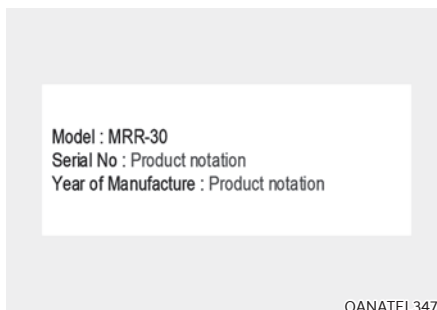 Model : MRR-30
Serial No : Product notation
Year of Manufacture : Product notation
OANATEL347